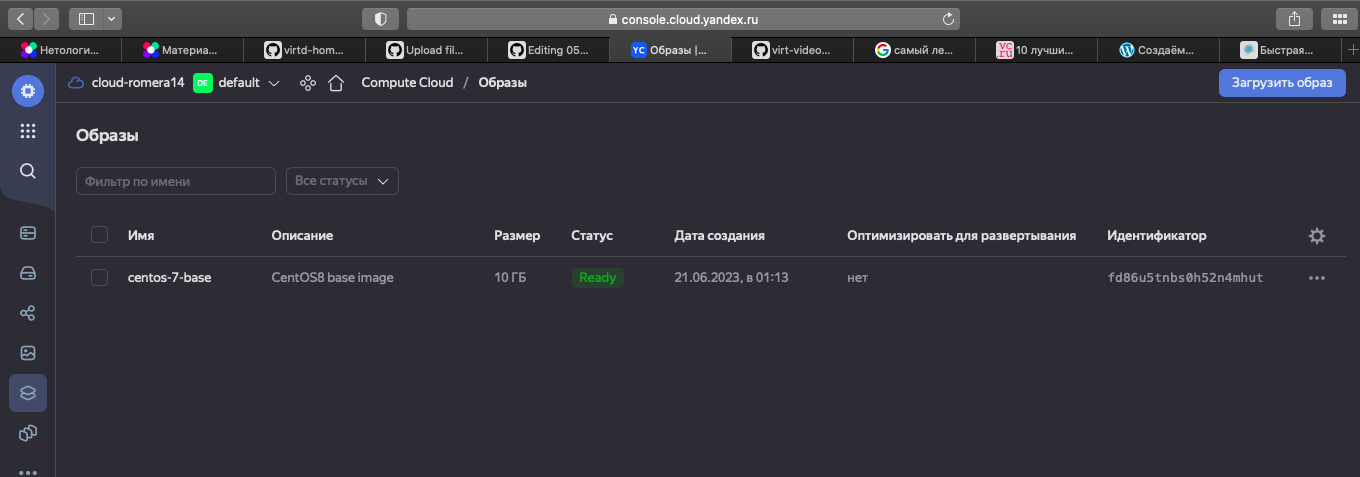 console.cloud.yandex.ru
Нетологи... Материа... virtd-hom... Upload fil... Editing 05... YC Образы |... virt-video... G самый ле... vc ru 10 лучши... Создаём... Быстрая...
cloud-romera14 DE default Compute Cloud / Образы Загрузить образ
Образы
Фильтр по имени Все статусы
Имя Описание Размер Статус Дата создания Оптимизировать для развертывания Идентификатор
centos-7-base CentOS8 base image 10 ГБ Ready 21.06.2023, в 01:13 нет fd86u5tnbs0h52n4mhut